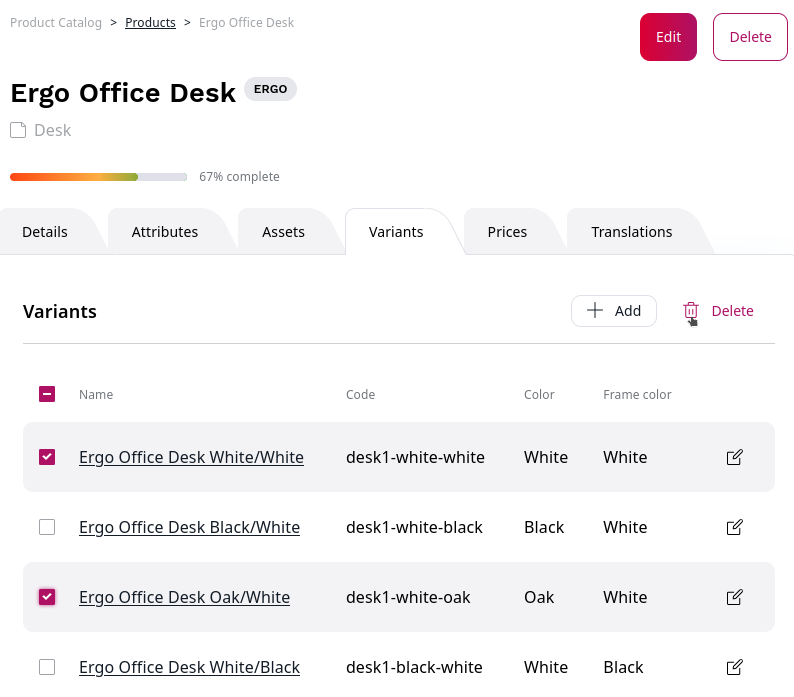 Product Catalog > Products > Ergo Office Desk
Edit
Delete
Ergo Office Desk ERGO
Desk
67% complete
Details Attributes Assets Variants Prices Translations
Variants
Add
Delete
Name Code Color Frame color
Ergo Office Desk White/White desk1-white-white White White
Ergo Office Desk Black/White desk1-white-black Black White
Ergo Office Desk Oak/White desk1-white-oak Oak White
Ergo Office Desk White/Black desk1-black-white White Black